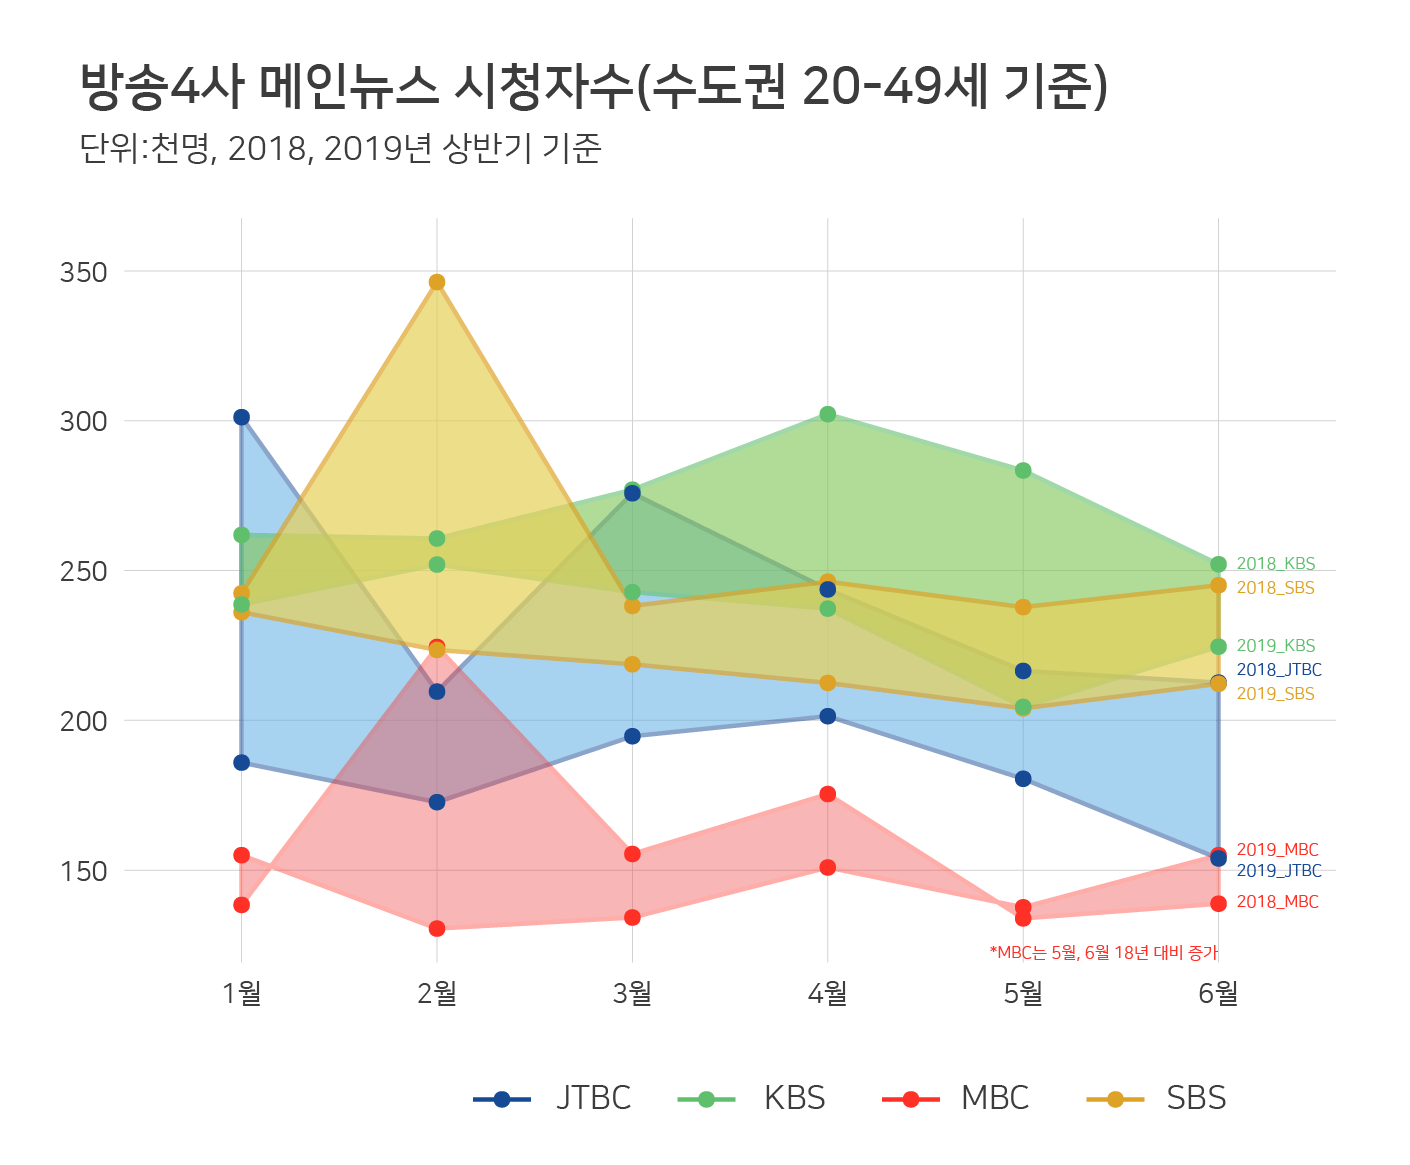 방송4사 메인뉴스 시청자수(수도권 20-49세 기준)
단위:천명, 2018, 2019년 상반기 기준
350
300
250
200
150
2018_KBS
2018_SBS
2019_KBS
2018_JTBC
2019_SBS
2019_MBC
2019_JTBC
2018_MBC
*MBC는 5월, 6월 18년 대비 증가
1월 2월 3월 4월 5월 6월
JTBC KBS MBC SBS